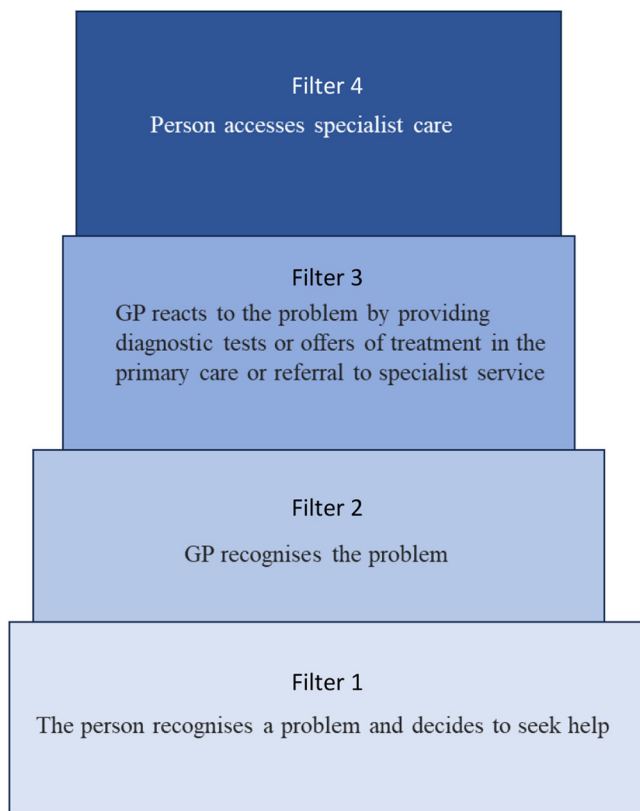 Filter 4
Person accesses specialist care
Filter 3
GP reacts to the problem by providing
diagnostic tests or offers of treatment in the
primary care or referral to specialist service
Filter 2
GP recognises the problem
Filter 1
The person recognises a problem and decides to seek help